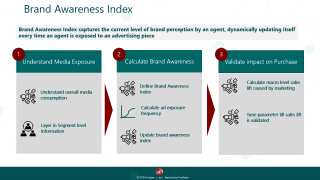 Brand Awareness Index
Brand Awareness Index captures the current level of brand perception by an agent, dynamically updating itself
every time an agent is exposed to an advertising piece
1
Understand Media Exposure
Understand overall media
consumption
Layer in Segment level
information
2
Calculate Brand Awareness
Define Brand Awareness
Index
Calculate ad exposure
frequency
Update brand awareness
index
3
Validate impact on Purchase
Calculate macro level sales
lift caused by marketing
Tune parameter till sales lift
is validated